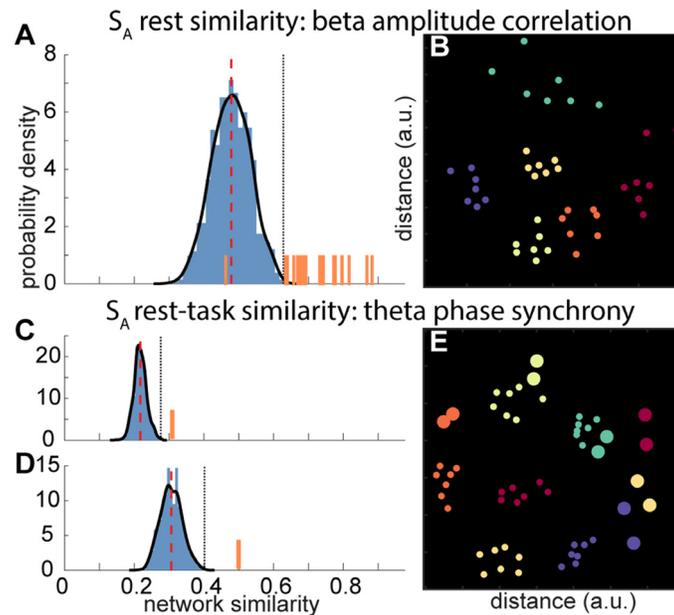 S_A rest similarity: beta amplitude correlation
A
B
8
6
4
2
0
probability density
distance (a.u.)
S_A rest-task similarity: theta phase synchrony
C
E
20
10
0
D
15
10
5
0
0
0.2
0.4
0.6
0.8
network similarity
distance (a.u.)